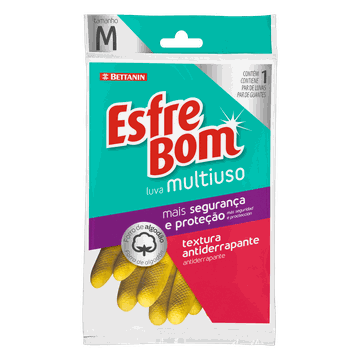 tamanho
M
BETTANIN
CONTÉM
CONTIENE 1
PAR DE LUVAS
PAR DE GUANTES
Esfre
Bom
luva multiuso
mais segurança
e proteção
más seguridad
y protección
textura
antiderrapante
antiderrapante
Forro de algodão